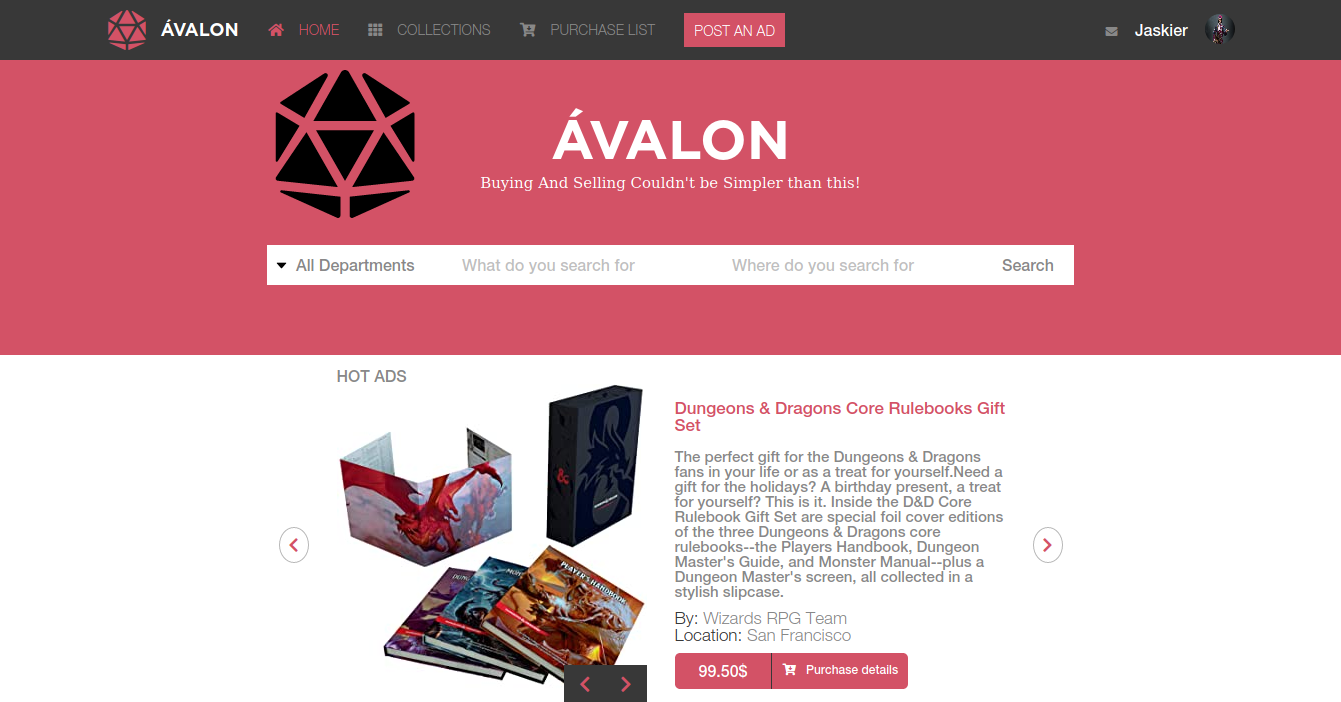 ÁVALON
HOME
COLLECTIONS
PURCHASE LIST
POST AN AD
Jaskier
ÁVALON
Buying And Selling Couldn't be Simpler than this!
All Departments
What do you search for
Where do you search for
Search
HOT ADS
PLAYER'S HANDBOOK
Dungeons & Dragons Core Rulebooks Gift
Set
The perfect gift for the Dungeons & Dragons
fans in your life or as a treat for yourself.Need a
gift for the holidays? A birthday present, a treat
for yourself? This is it. Inside the D&D Core
Rulebook Gift Set are special foil cover editions
of the three Dungeons & Dragons core
rulebooks--the Players Handbook, Dungeon
Master's Guide, and Monster Manual--plus a
Dungeon Master's screen, all collected in a
stylish slipcase.
By: Wizards RPG Team
Location: San Francisco
99.50$
Purchase details